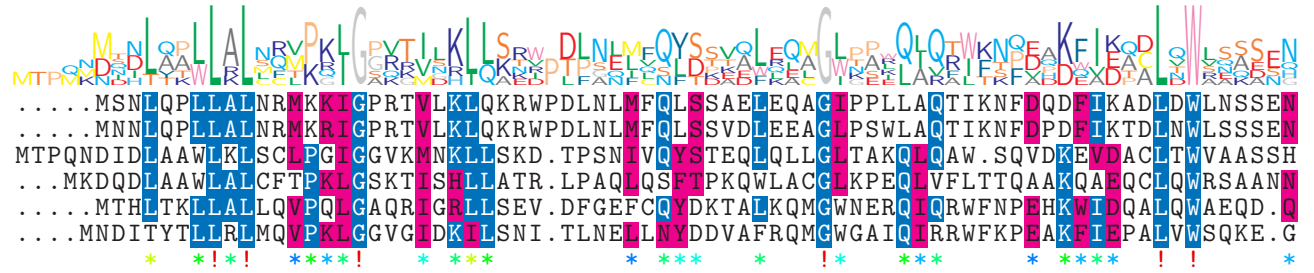 .....MSNLQPLLALNRMKKIGPRTVLKLQKRWPDLNLMFQLSSAELEQAGIPPLLAQTIKNFDQDFIKADLDWLNSSEN
.....MNNLQPLLALNRMKRIGPRTVLKLQKRWPDLNLMFQLSSVDLEEAGLPSWLAQTIKNFDPDFIKTDLNWLSSSEN
MTPQNDIDLAAWLKLSCLPGIGGVKMNKLLSKD.TPSNIVQYSTEQLQLLGLTAKQLQAW.SQVDKEVDACLTWVAASSH
...MKDQDLAAWLALCFTPKLGSKTISHLLATR.LPAQLQSFTPKQWLACGLKPEQLVFLTTQAAKQAEQCLQWRSAANN
.....MTHLTKLLALLQVPQLGAQRIGRLLSEV.DFGEFCQYDKTALKQMGWNERQIQRWFNPEHKWIDQALQWAEQD.Q
....MNDITYTLLRLMQVPKLGGVGIDKILSNI.TLNELLNYDDVAFRQMGWGAIQIRRWFKPEAKFIEPALVWSQKE.G
* *!*! ****! * *** * *** * !* *** * **** ! ! *